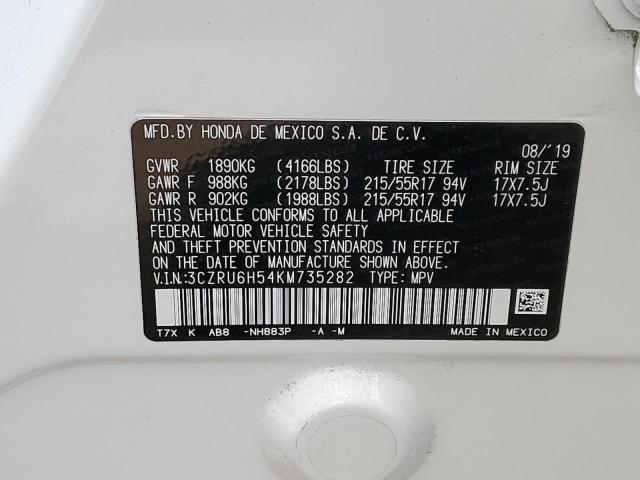 MFD.BY HONDA DE MEXICO S.A. DE C.V.
08/'19
GVWR 1890KG (4166LBS) TIRE SIZE RIM SIZE
GAWR F 988KG (2178LBS) 215/55R17 94V 17X7.5J
GAWR R 902KG (1988LBS) 215/55R17 94V 17X7.5J
THIS VEHICLE CONFORMS TO ALL APPLICABLE
FEDERAL MOTOR VEHICLE SAFETY
AND THEFT PREVENTION STANDARDS IN EFFECT
ON THE DATE OF MANUFACTURE SHOWN ABOVE.
V.I.N:3CZRU6H54KM735282 TYPE: MPV
T7X K AB8 -NH883P -A -M MADE IN MEXICO